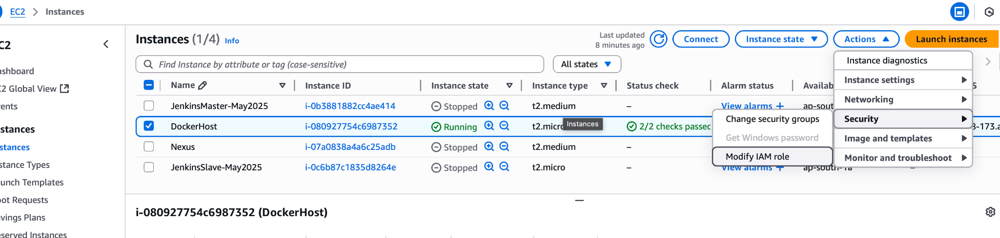 EC2 > Instances
Instances (1/4) Info
Last updated
8 minutes ago
Connect
Instance state
Actions
Launch instances
Find Instance by attribute or tag (case-sensitive)
All states
Instance diagnostics
Instance settings
Networking
Security
Image and templates
Monitor and troubleshoot
Change security groups
Get Windows password
Modify IAM role
Name Instance ID Instance state Instance type Status check Alarm status Availab S
JenkinsMaster-May2025 i-0b3881882cc4ae414 Stopped t2.medium – View alarms + ap-sout
DockerHost i-080927754c6987352 Running t2.micro 2/2 checks passec 8-173.a
Instances
Nexus i-07a0838a4a6c25adb Stopped t2.medium –
JenkinsSlave-May2025 i-0c6b87c1835d8264e Stopped t2.micro – View alarms + ap-south-1a –
i-080927754c6987352 (DockerHost)
C2
ashboard
C2 Global View
ents
stances
stances
stance Types
unch Templates
ot Requests
vings Plans
eserved Instances